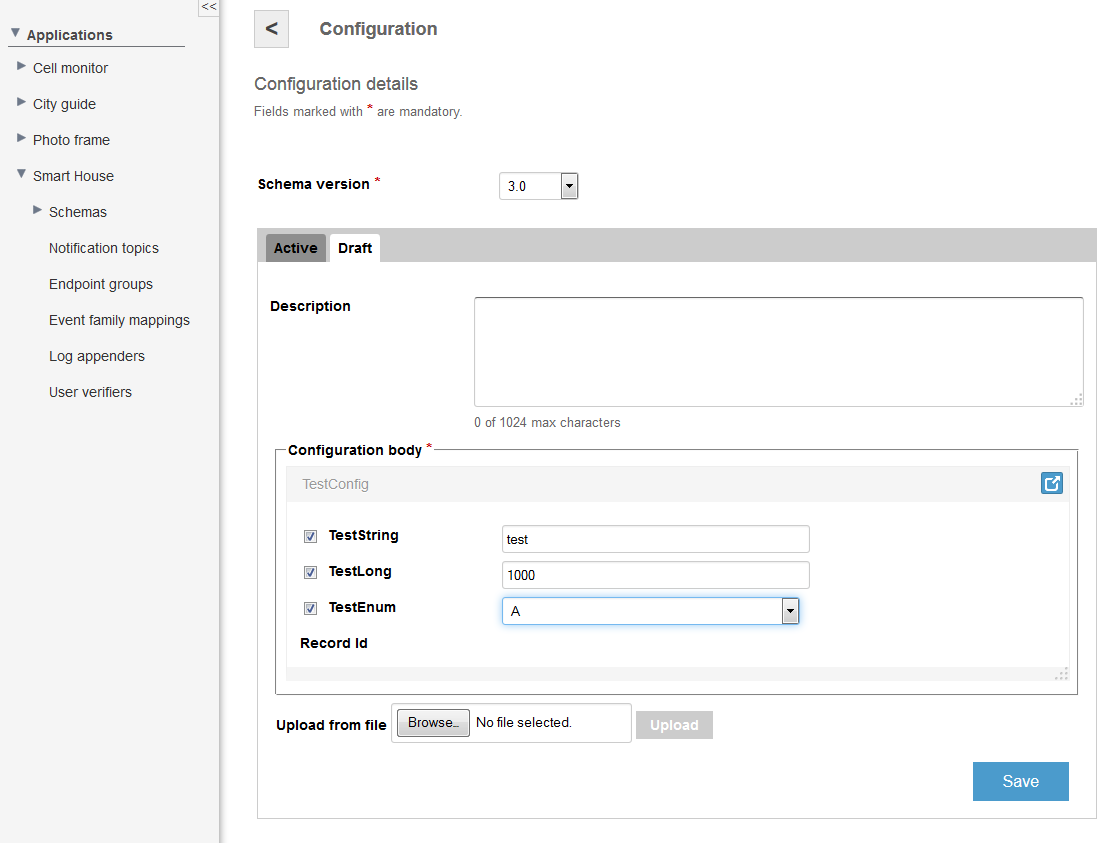 <<
Applications
Cell monitor
City guide
Photo frame
Smart House
Schemas
Notification topics
Endpoint groups
Event family mappings
Log appenders
User verifiers
< Configuration
Configuration details
Fields marked with * are mandatory.
Schema version * 3.0
Active Draft
Description
0 of 1024 max characters
Configuration body *
TestConfig
TestString test
TestLong 1000
TestEnum A
Record Id
Upload from file Browse... No file selected. Upload
Save